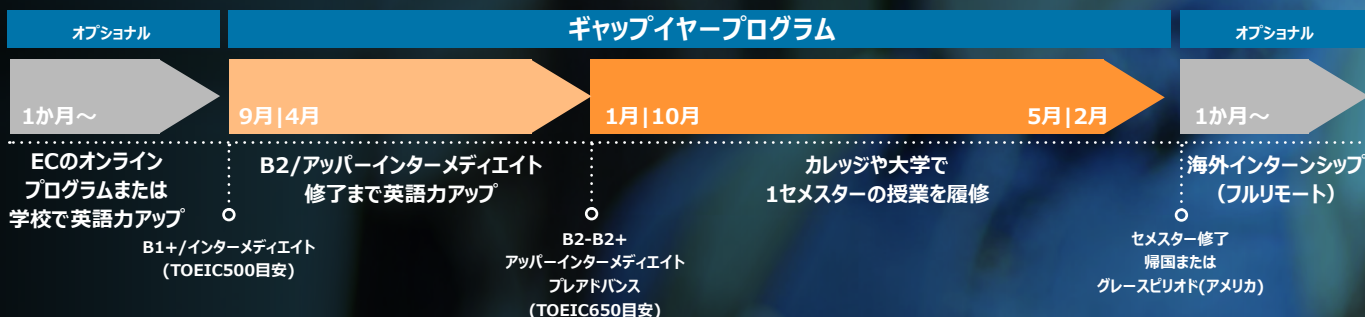 オプショナル
ギャップイヤープログラム
オプショナル
1か月～
9月|4月
1月|10月
5月|2月
1か月～
ECのオンライン
プログラムまたは
学校で英語力アップ
B2/アッパーインターメディエイト
修了まで英語力アップ
カレッジや大学で
1セメスターの授業を履修
海外インターンシップ
（フルリモート）
B1+/インターメディエイト
(TOEIC500目安)
B2-B2+
アッパーインターメディエイト
プレアドバンス
(TOEIC650目安)
セメスター修了
帰国または
グレースピリオド(アメリカ)